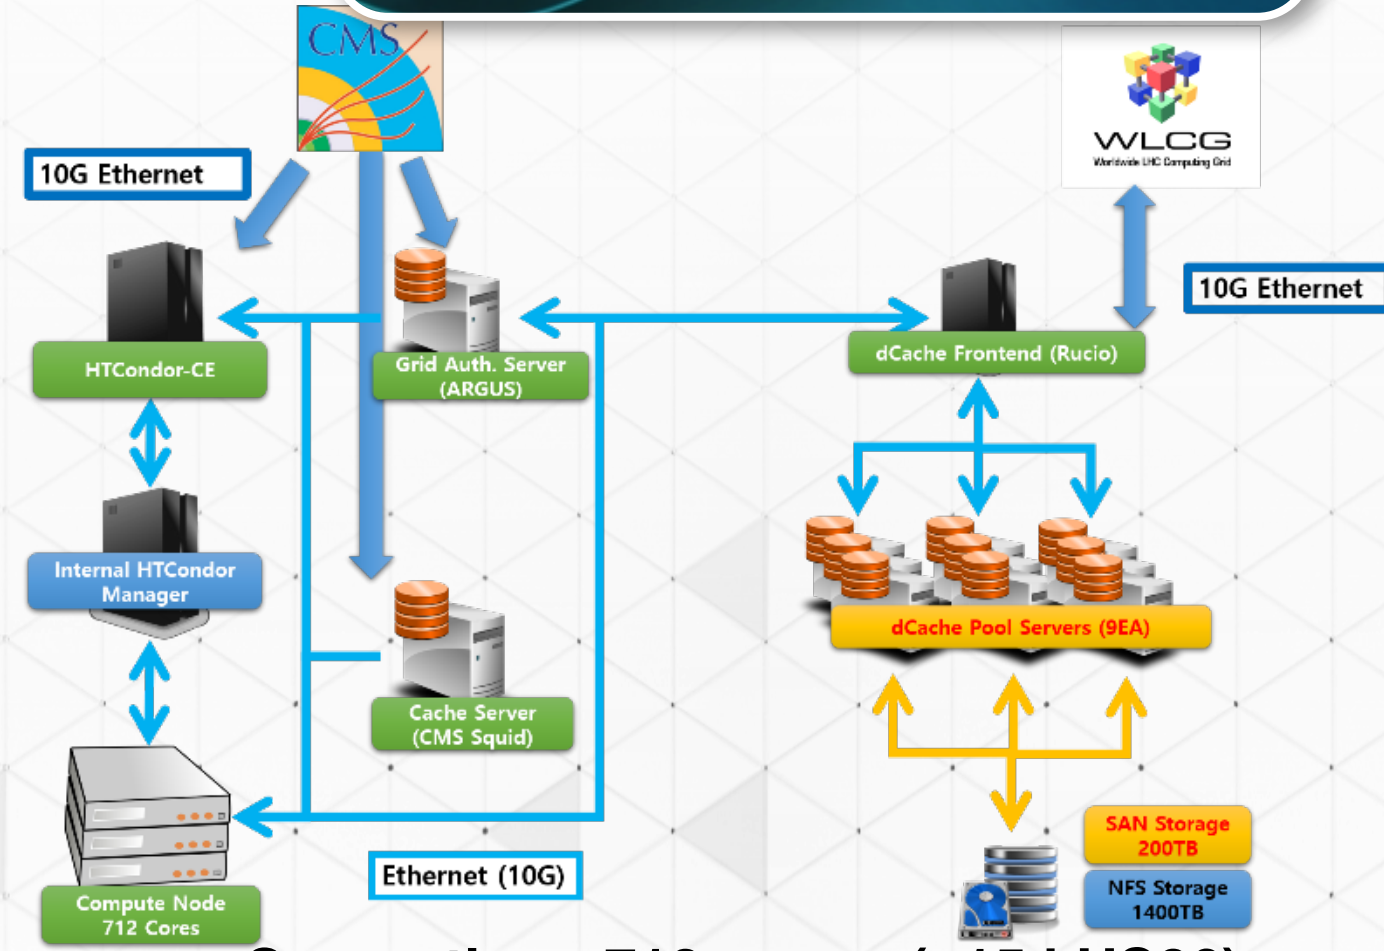 CMS
WLCG
Worldwide LHC Computing Grid
10G Ethernet
10G Ethernet
HTCondor-CE
Grid Auth. Server
(ARGUS)
dCache Frontend (Rucio)
Internal HTCondor
Manager
dCache Pool Servers (9EA)
Cache Server
(CMS Squid)
SAN Storage
200TB
Ethernet (10G)
NFS Storage
1400TB
Compute Node
712 Cores